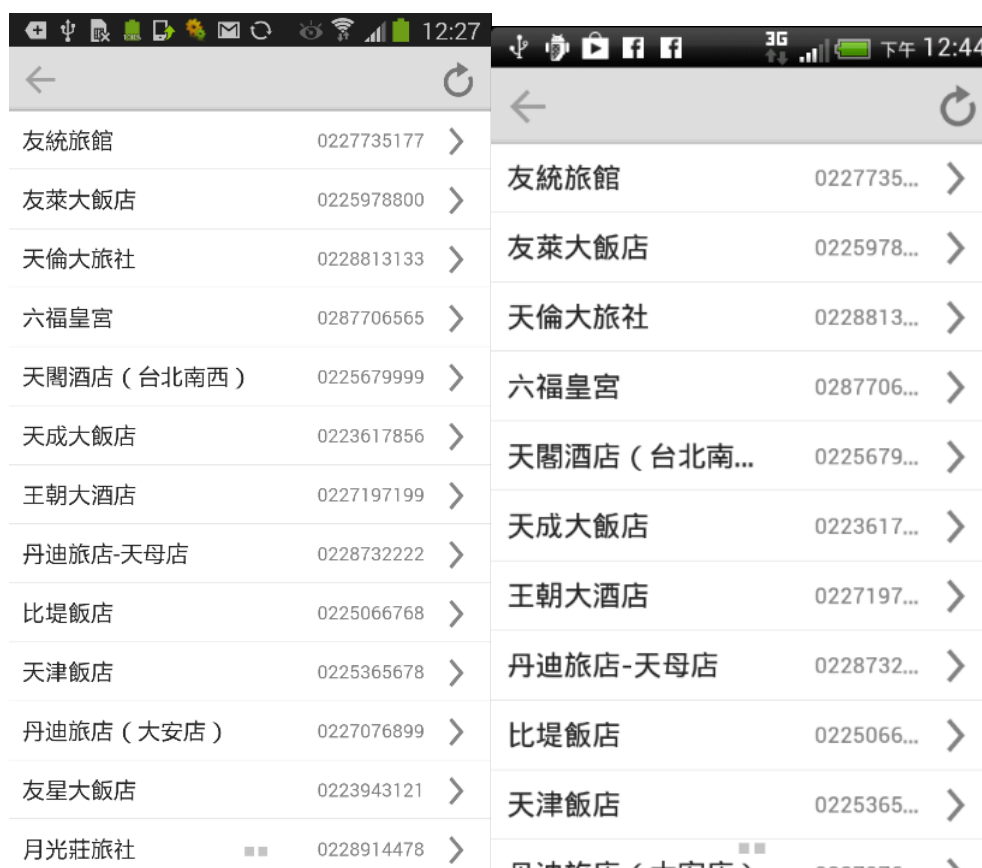 12:27
友統旅館 0227735177
友萊大飯店 0225978800
天倫大旅社 0228813133
六福皇宮 0287706565
天閣酒店（台北南西） 0225679999
天成大飯店 0223617856
王朝大酒店 0227197199
丹迪旅店-天母店 0228732222
比堤飯店 0225066768
天津飯店 0225365678
丹迪旅店（大安店） 0227076899
友星大飯店 0223943121
月光莊旅社 0228914478
3G 下午 12:44
友統旅館 0227735...
友萊大飯店 0225978...
天倫大旅社 0228813...
六福皇宮 0287706...
天閣酒店（台北南... 0225679...
天成大飯店 0223617...
王朝大酒店 0227197...
丹迪旅店-天母店 0228732...
比堤飯店 0225066...
天津飯店 0225365...